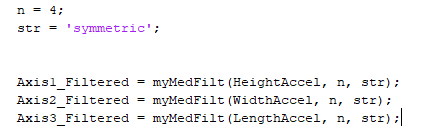 n = 4;
str = 'symmetric';
Axis1_Filtered = myMedFilt(HeightAccel, n, str);
Axis2_Filtered = myMedFilt(WidthAccel, n, str);
Axis3_Filtered = myMedFilt(LengthAccel, n, str);